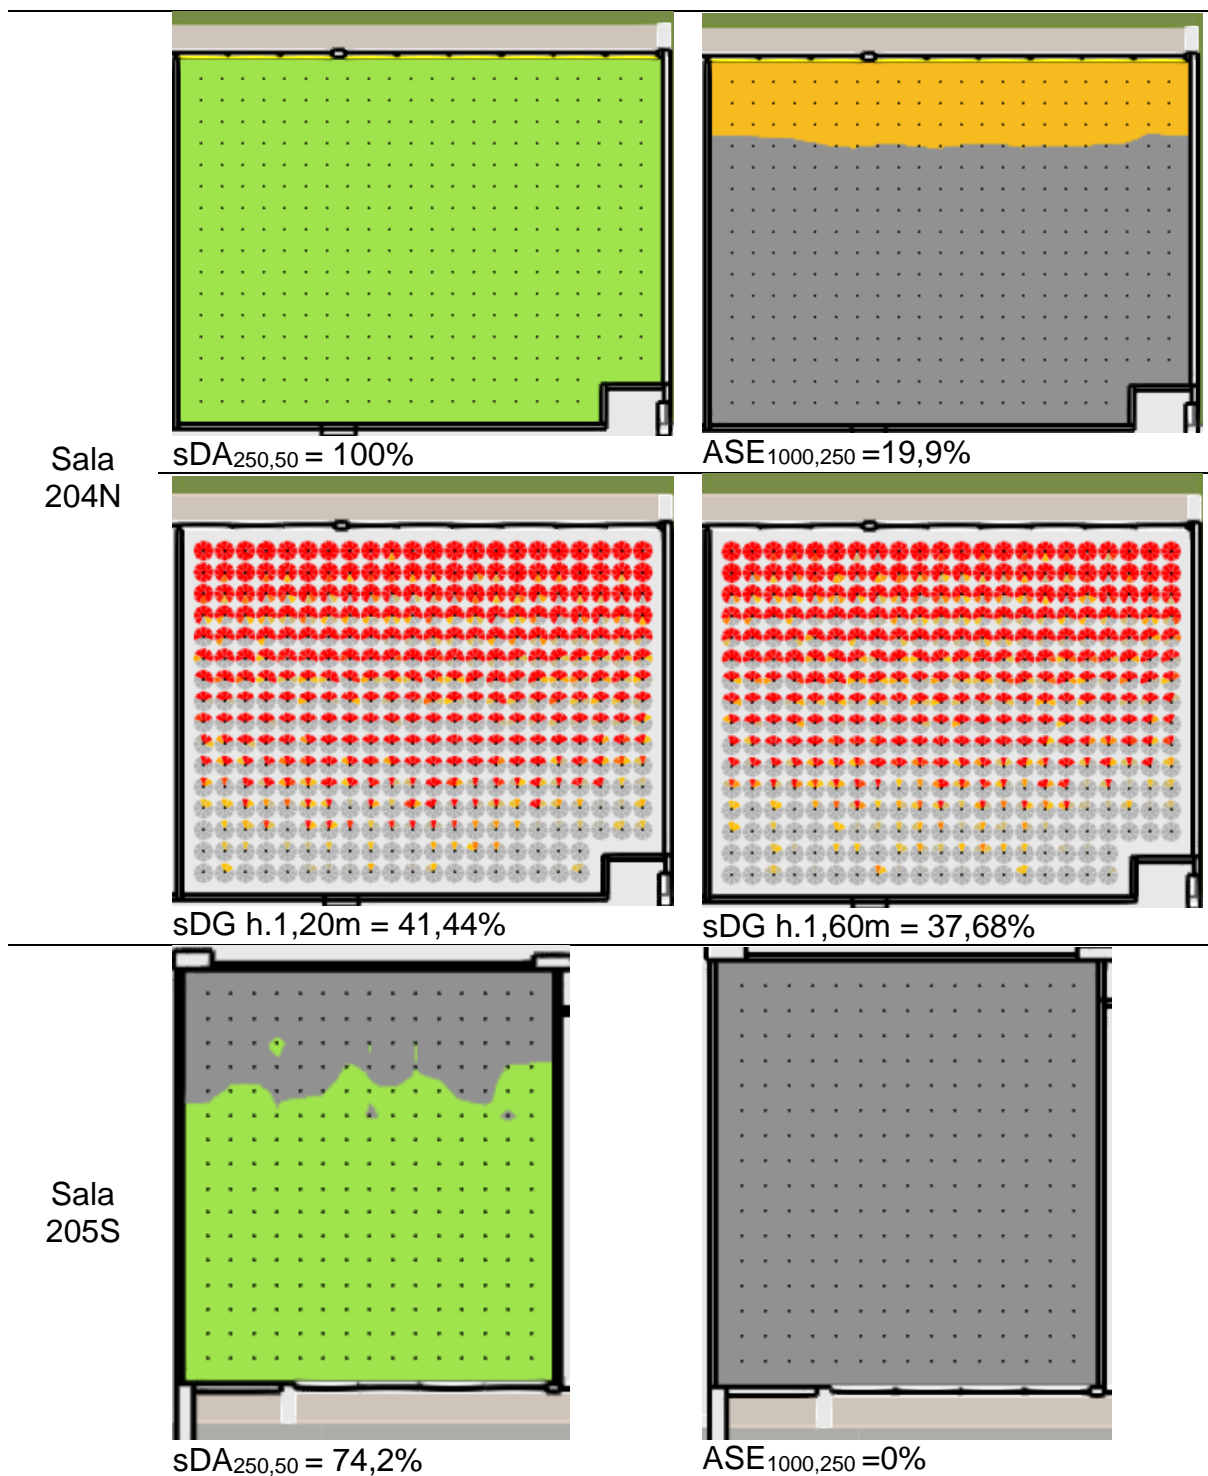 sDA250,50 = 100%
ASE1000,250 =19,9%
Sala
204N
sDG h.1,20m = 41,44%
sDG h.1,60m = 37,68%
Sala
205S
sDA250,50 = 74,2%
ASE1000,250 =0%